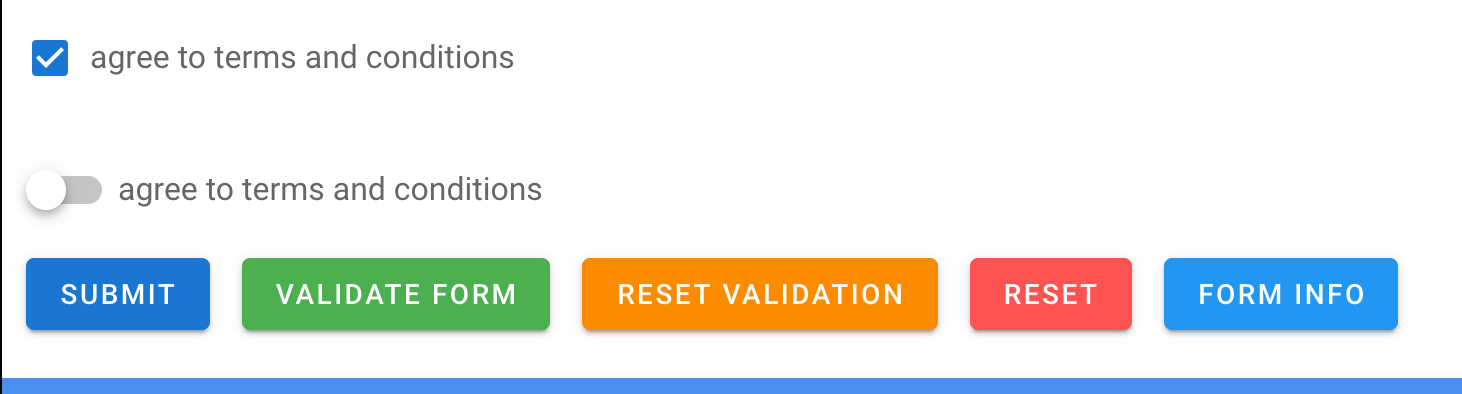 agree to terms and conditions
agree to terms and conditions
SUBMIT VALIDATE FORM RESET VALIDATION RESET FORM INFO